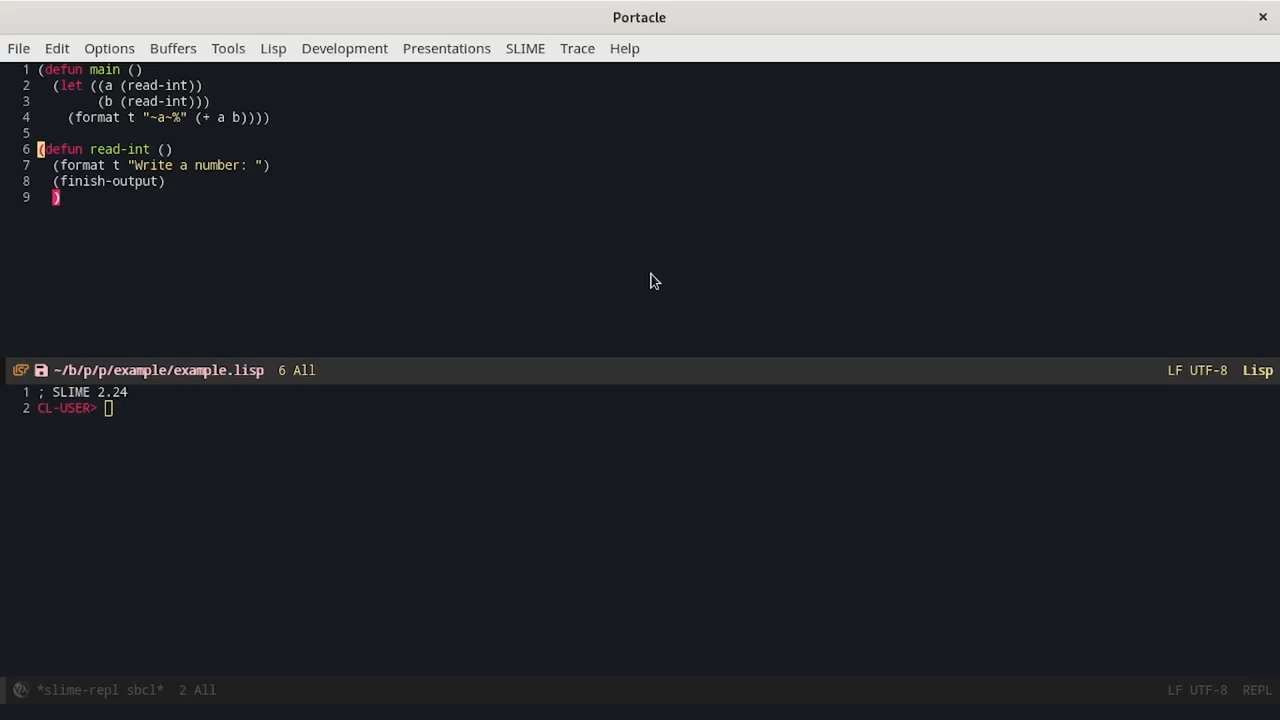 Portacle ×
File Edit Options Buffers Tools Lisp Development Presentations SLIME Trace Help
1 (defun main ()
2   (let ((a (read-int))
3         (b (read-int)))
4     (format t "~a~%" (+ a b))))
5
6 (defun read-int ()
7   (format t "Write a number: ")
8   (finish-output)
9   )
~/b/p/p/example/example.lisp 6 All LF UTF-8 Lisp
1 ; SLIME 2.24
2 CL-USER>
*slime-repl sbcl* 2 All LF UTF-8 REPL